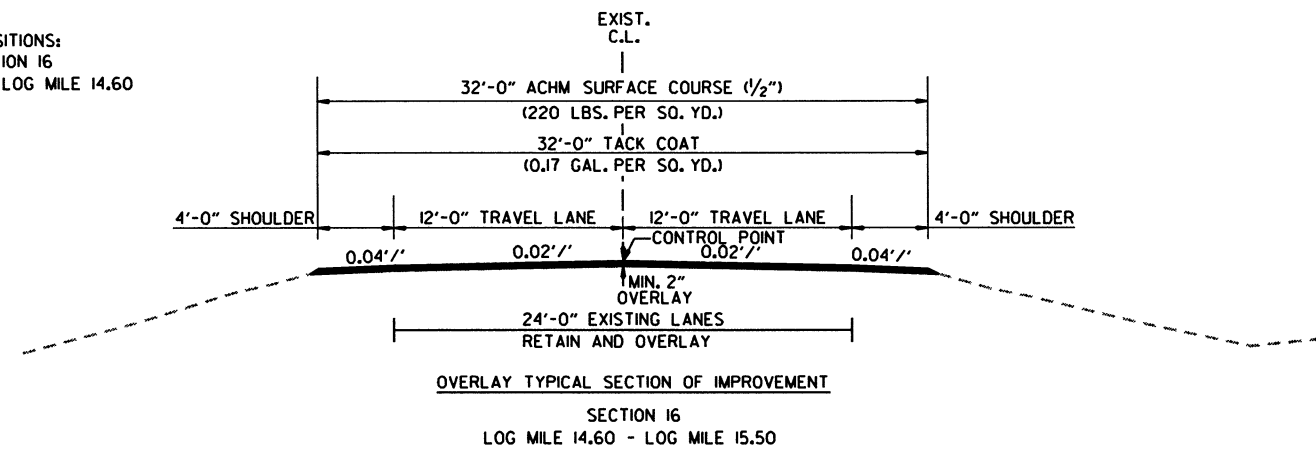 SITIONS:
ION 16
LOG MILE 14.60
EXIST.
C.L.
32'-0" ACHM SURFACE COURSE (1/2")
(220 LBS. PER SQ. YD.)
32'-0" TACK COAT
(0.17 GAL. PER SQ. YD.)
4'-0" SHOULDER 12'-0" TRAVEL LANE 12'-0" TRAVEL LANE 4'-0" SHOULDER
CONTROL POINT
0.04'/' 0.02'/' 0.02'/' 0.04'/'
MIN. 2"
OVERLAY
24'-0" EXISTING LANES
RETAIN AND OVERLAY
OVERLAY TYPICAL SECTION OF IMPROVEMENT
SECTION 16
LOG MILE 14.60 - LOG MILE 15.50